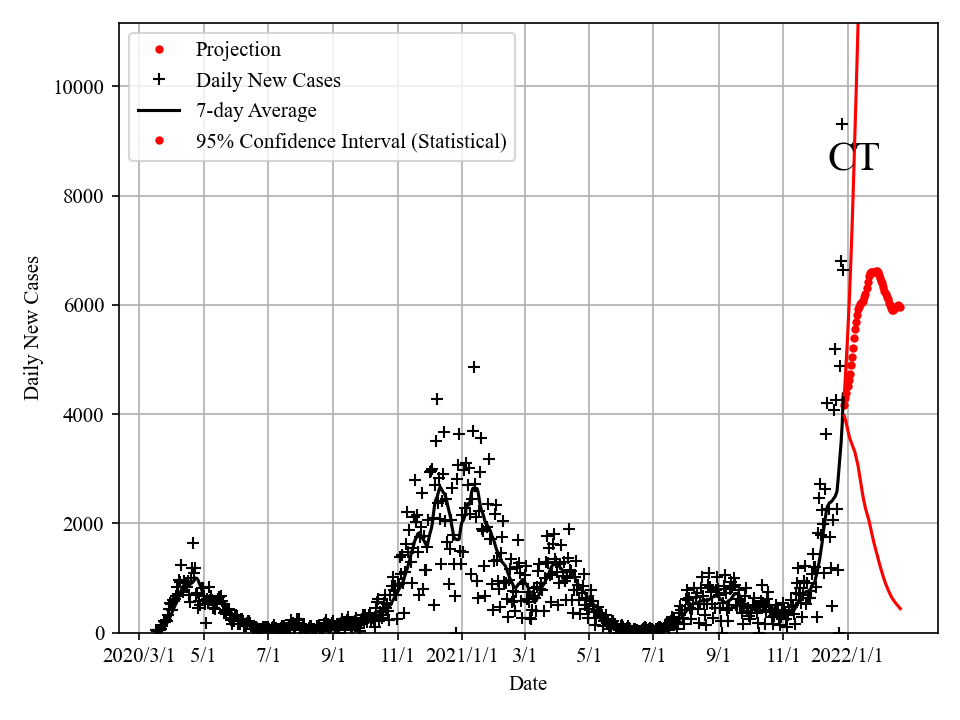 Projection
Daily New Cases
7-day Average
95% Confidence Interval (Statistical)
CT
10000
8000
6000
4000
2000
0
Daily New Cases
2020/3/1 5/1 7/1 9/1 11/1 2021/1/1 3/1 5/1 7/1 9/1 11/1 2022/1/1
Date